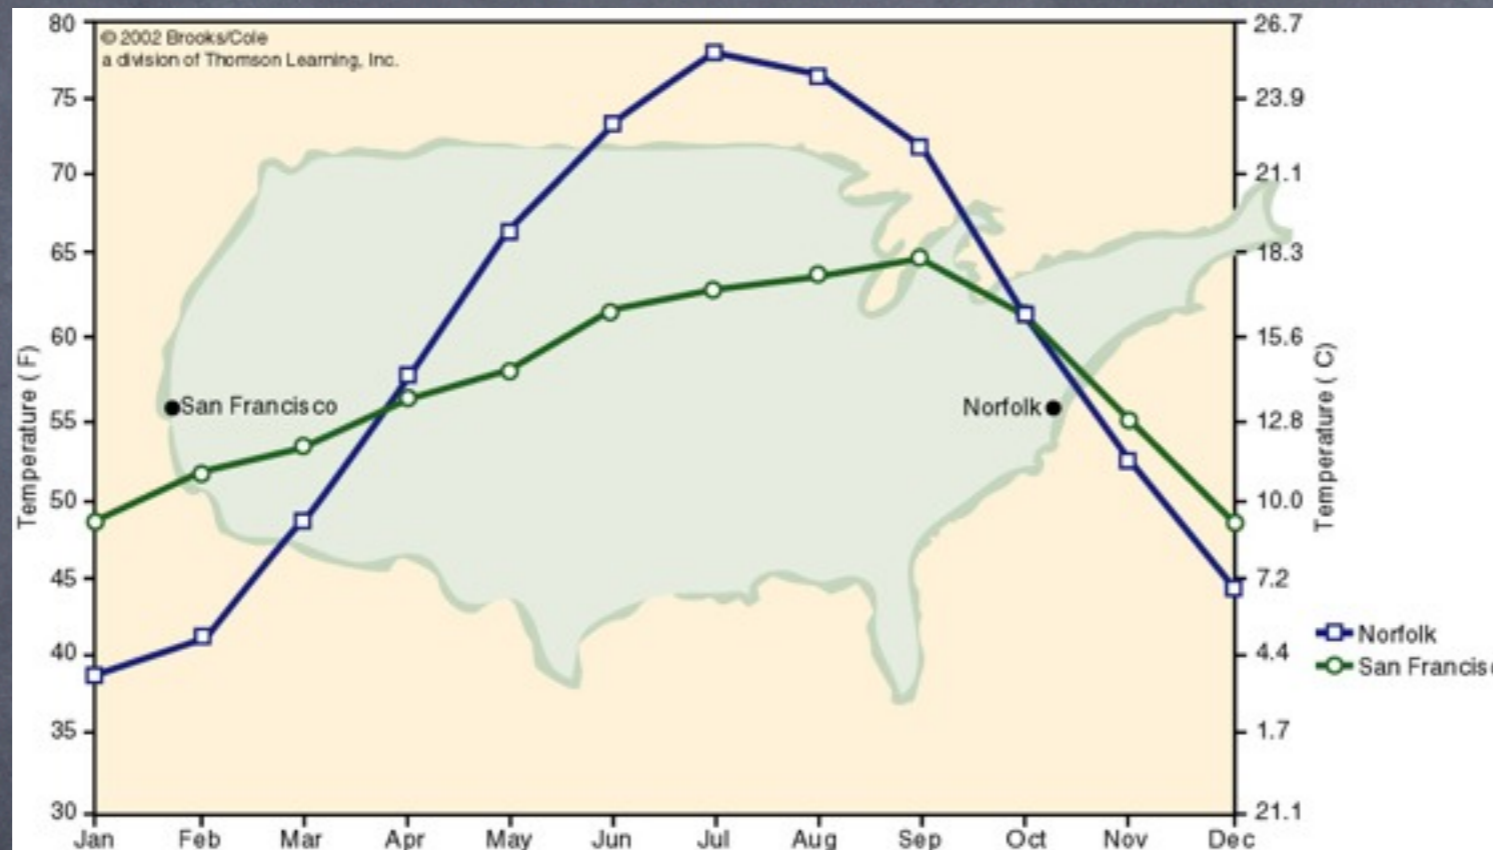 © 2002 Brooks/Cole
a division of Thomson Learning, Inc.
80
75
70
65
60
55
50
45
40
35
30
Temperature ( F)
26.7
23.9
21.1
18.3
15.6
12.8
10.0
7.2
4.4
1.7
21.1
Temperature ( C)
San Francisco
Norfolk
Norfolk
San Francis
Jan Feb Mar Apr May Jun Jul Aug Sep Oct Nov Dec